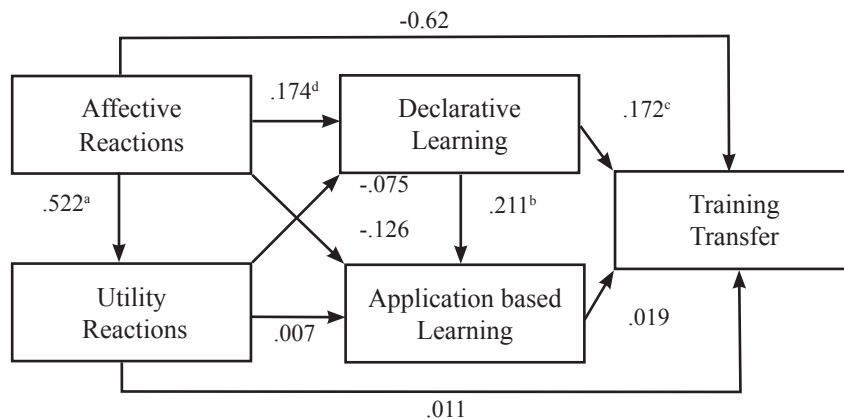 -0.62
Affective
Reactions
.174ᵈ
Declarative
Learning
.172ᶜ
.522ᵃ
-.075
.211ᵇ
-.126
Training
Transfer
Utility
Reactions
.007
Application based
Learning
.019
.011